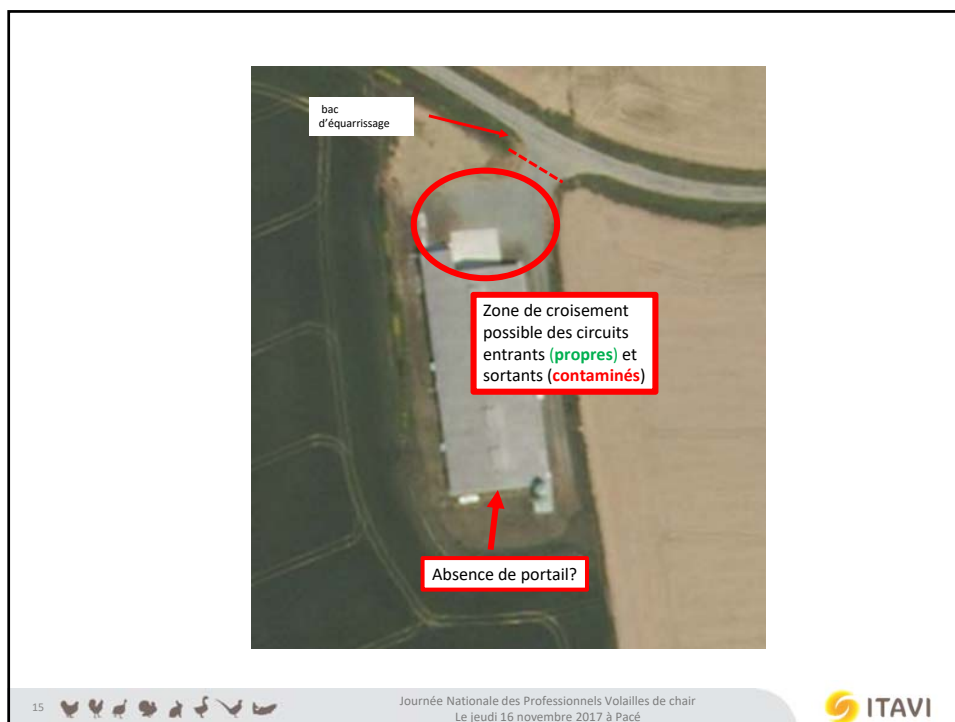 bac
d'équarrissage
Zone de croisement
possible des circuits
entrants (propres) et
sortants (contaminés)
Absence de portail?
15
Journée Nationale des Professionnels Volailles de chair
Le jeudi 16 novembre 2017 à Pacé
ITAVI